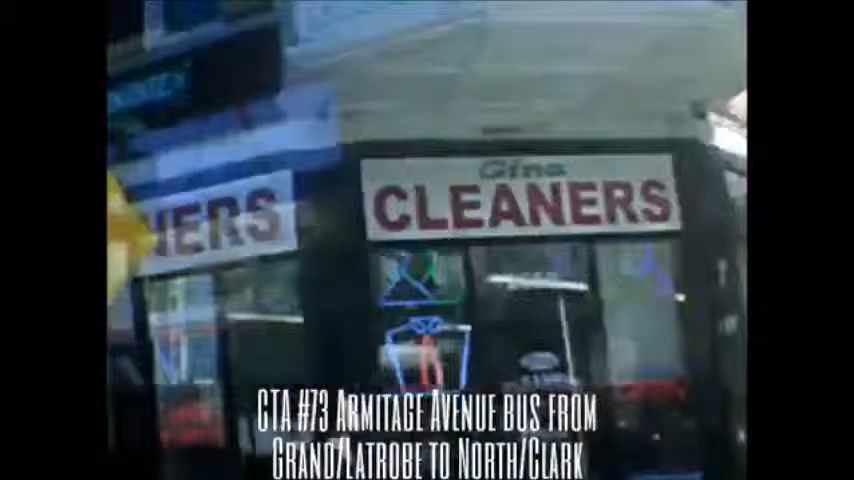 Gina
CLEANERS
NERS
CTA #73 ARMITAGE AVENUE BUS FROM
GRAND/LATROBE TO NORTH/CLARK